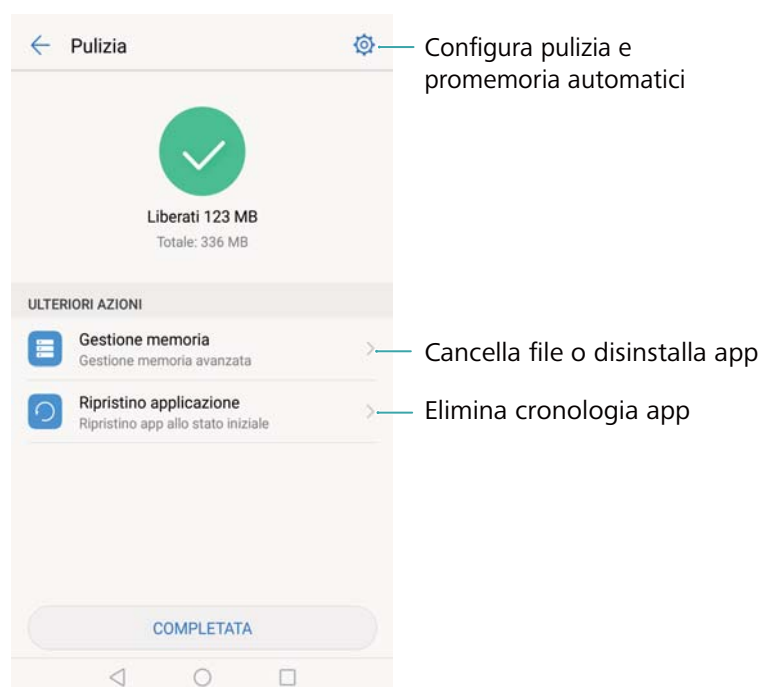 Pulizia
Configura pulizia e
promemoria automatici
Liberati 123 MB
Totale: 336 MB
ULTERIORI AZIONI
Gestione memoria
Gestione memoria avanzata
Cancella file o disinstalla app
Ripristino applicazione
Ripristino app allo stato iniziale
Elimina cronologia app
COMPLETATA